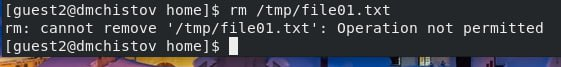 [guest2@dmchistov home]$ rm /tmp/file01.txt
rm: cannot remove '/tmp/file01.txt': Operation not permitted
[guest2@dmchistov home]$